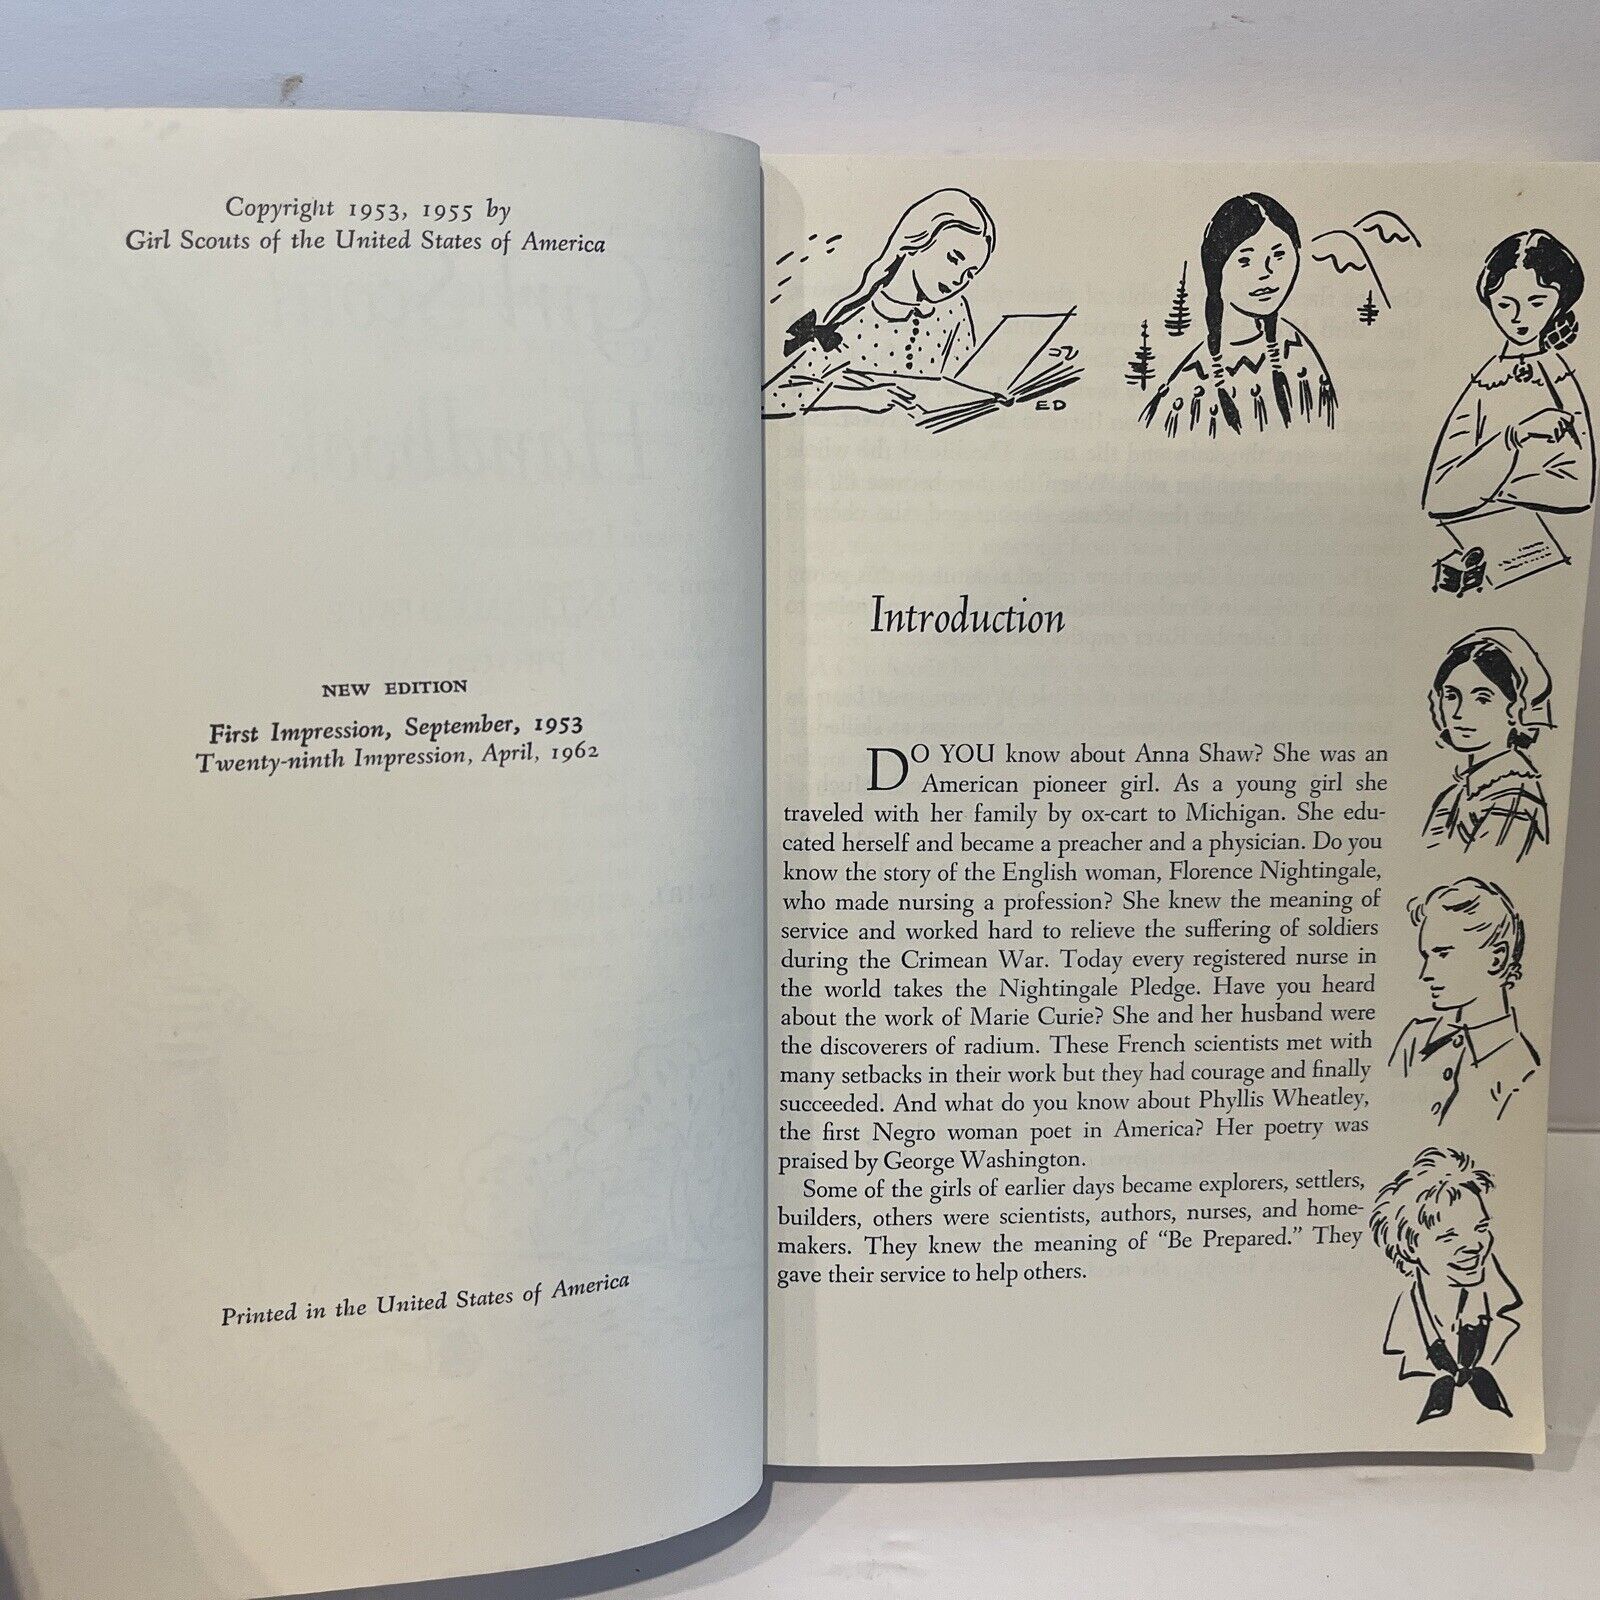 Copyright 1953, 1955 by
Girl Scouts of the United States of America
NEW EDITION
First Impression, September, 1953
Twenty-ninth Impression, April, 1962
Printed in the United States of America
ED
Introduction
DO YOU know about Anna Shaw? She was an
American pioneer girl. As a young girl she
traveled with her family by ox-cart to Michigan. She edu-
cated herself and became a preacher and a physician. Do you
know the story of the English woman, Florence Nightingale,
who made nursing a profession? She knew the meaning of
service and worked hard to relieve the suffering of soldiers
during the Crimean War. Today every registered nurse in
the world takes the Nightingale Pledge. Have you heard
about the work of Marie Curie? She and her husband were
the discoverers of radium. These French scientists met with
many setbacks in their work but they had courage and finally
succeeded. And what do you know about Phyllis Wheatley,
the first Negro woman poet in America? Her poetry was
praised by George Washington.
Some of the girls of earlier days became explorers, settlers,
builders, others were scientists, authors, nurses, and home-
makers. They knew the meaning of “Be Prepared.” They
gave their service to help others.